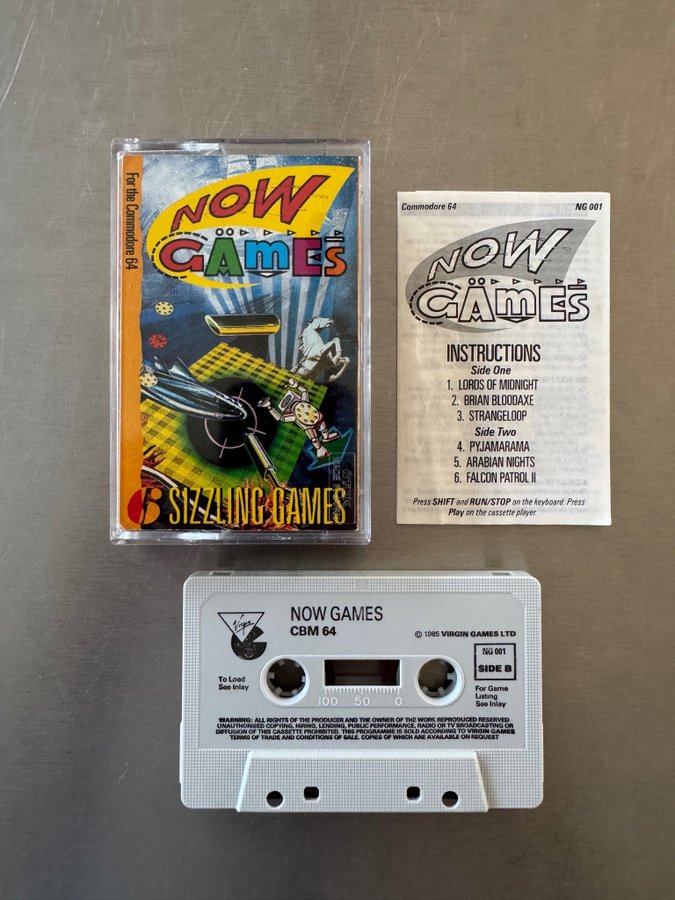 For the Commodore 64
NOW
GAMES
6 SIZZLING GAMES
Commodore 64 NG 001
NOW
GAMES
INSTRUCTIONS
Side One
1. LORDS OF MIDNIGHT
2. BRIAN BLOODAXE
3. STRANGELOOP
Side Two
4. PYJAMARAMA
5. ARABIAN NIGHTS
6. FALCON PATROL II
Press SHIFT and RUN/STOP on the keyboard. Press
Play on the cassette player.
Virgin
NOW GAMES
CBM 64
© 1985 VIRGIN GAMES LTD
NG 001
SIDE B
To Load
See Inlay
100 50 0
For Game
Listing
See Inlay
WARNING: ALL RIGHTS OF THE PRODUCER AND THE OWNER OF THE WORK REPRODUCED RESERVED
UNAUTHORISED COPYING, HIRING, LENDING, PUBLIC PERFORMANCE, RADIO OR TV BROADCASTING OR
DIFFUSION OF THIS CASSETTE PROHIBITED. THIS PROGRAMME IS SOLD ACCORDING TO VIRGIN GAMES
TERMS OF TRADE AND CONDITIONS OF SALE. COPIES OF WHICH ARE AVAILABLE ON REQUEST